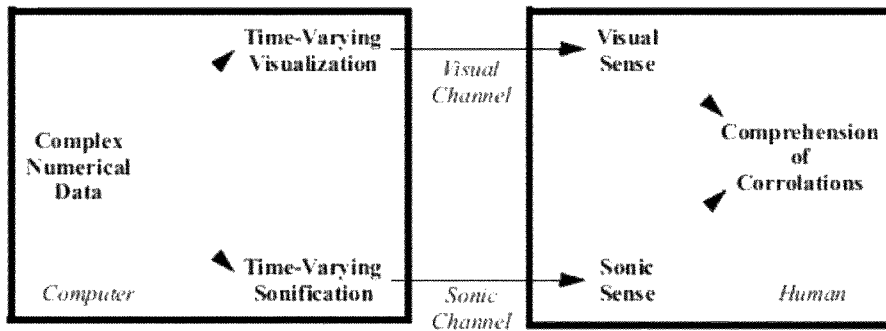 Time-Varying
Visualization
Visual
Channel
Visual
Sense
Complex
Numerical
Data
Comprehension
of
Corrolations
Time-Varying
Sonification
Computer
Sonic
Channel
Sonic
Sense
Human